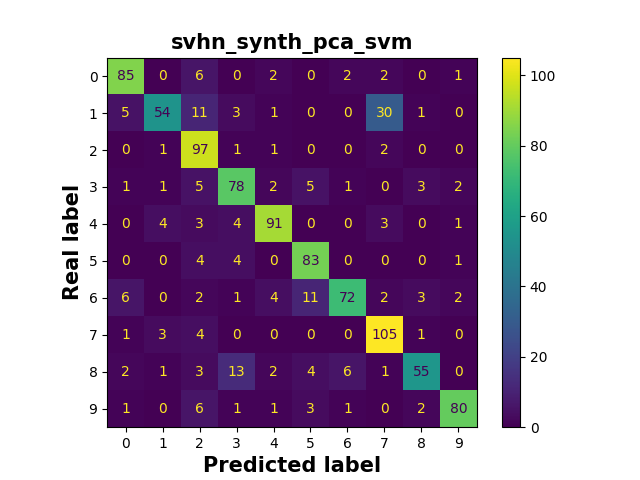 svhn_synth_pca_svm
0 85 0 6 0 2 0 2 2 0 1
1 5 54 11 3 1 0 0 30 1 0
2 0 1 97 1 1 0 0 2 0 0
3 1 1 5 78 2 5 1 0 3 2
4 0 4 3 4 91 0 0 3 0 1
5 0 0 4 4 0 83 0 0 0 1
6 6 0 2 1 4 11 72 2 3 2
7 1 3 4 0 0 0 0 105 1 0
8 2 1 3 13 2 4 6 1 55 0
9 1 0 6 1 1 3 1 0 2 80
0 1 2 3 4 5 6 7 8 9
Predicted label
Real label
100
80
60
40
20
0